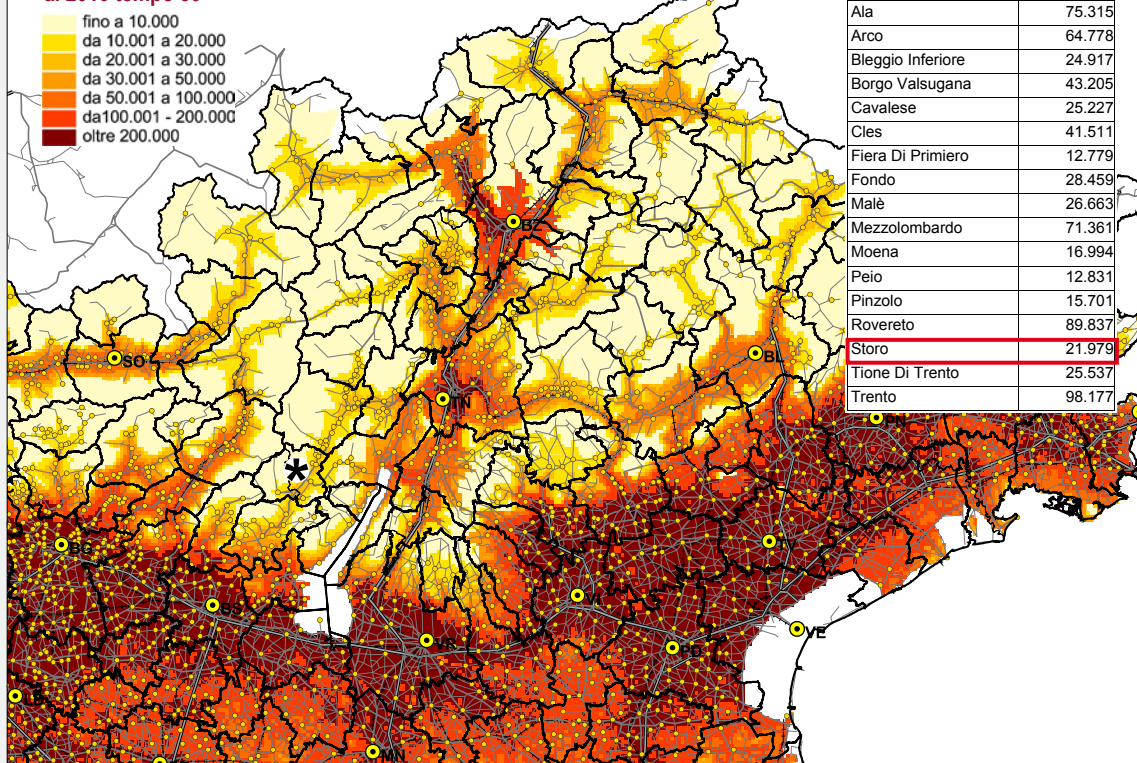 fino a 10.000
da 10.001 a 20.000
da 20.001 a 30.000
da 30.001 a 50.000
da 50.001 a 100.000
da100.001 - 200.000
oltre 200.000
Ala 75.315
Arco 64.778
Bleggio Inferiore 24.917
Borgo Valsugana 43.205
Cavalese 25.227
Cles 41.511
Fiera Di Primiero 12.779
Fondo 28.459
Malè 26.663
Mezzolombardo 71.361
Moena 16.994
Peio 12.831
Pinzolo 15.701
Rovereto 89.837
Storo 21.979
Tione Di Trento 25.537
Trento 98.177
BZ
SO
BL
TN
PN
*
BG
TV
BS
VI
VE
VR
PD
MN